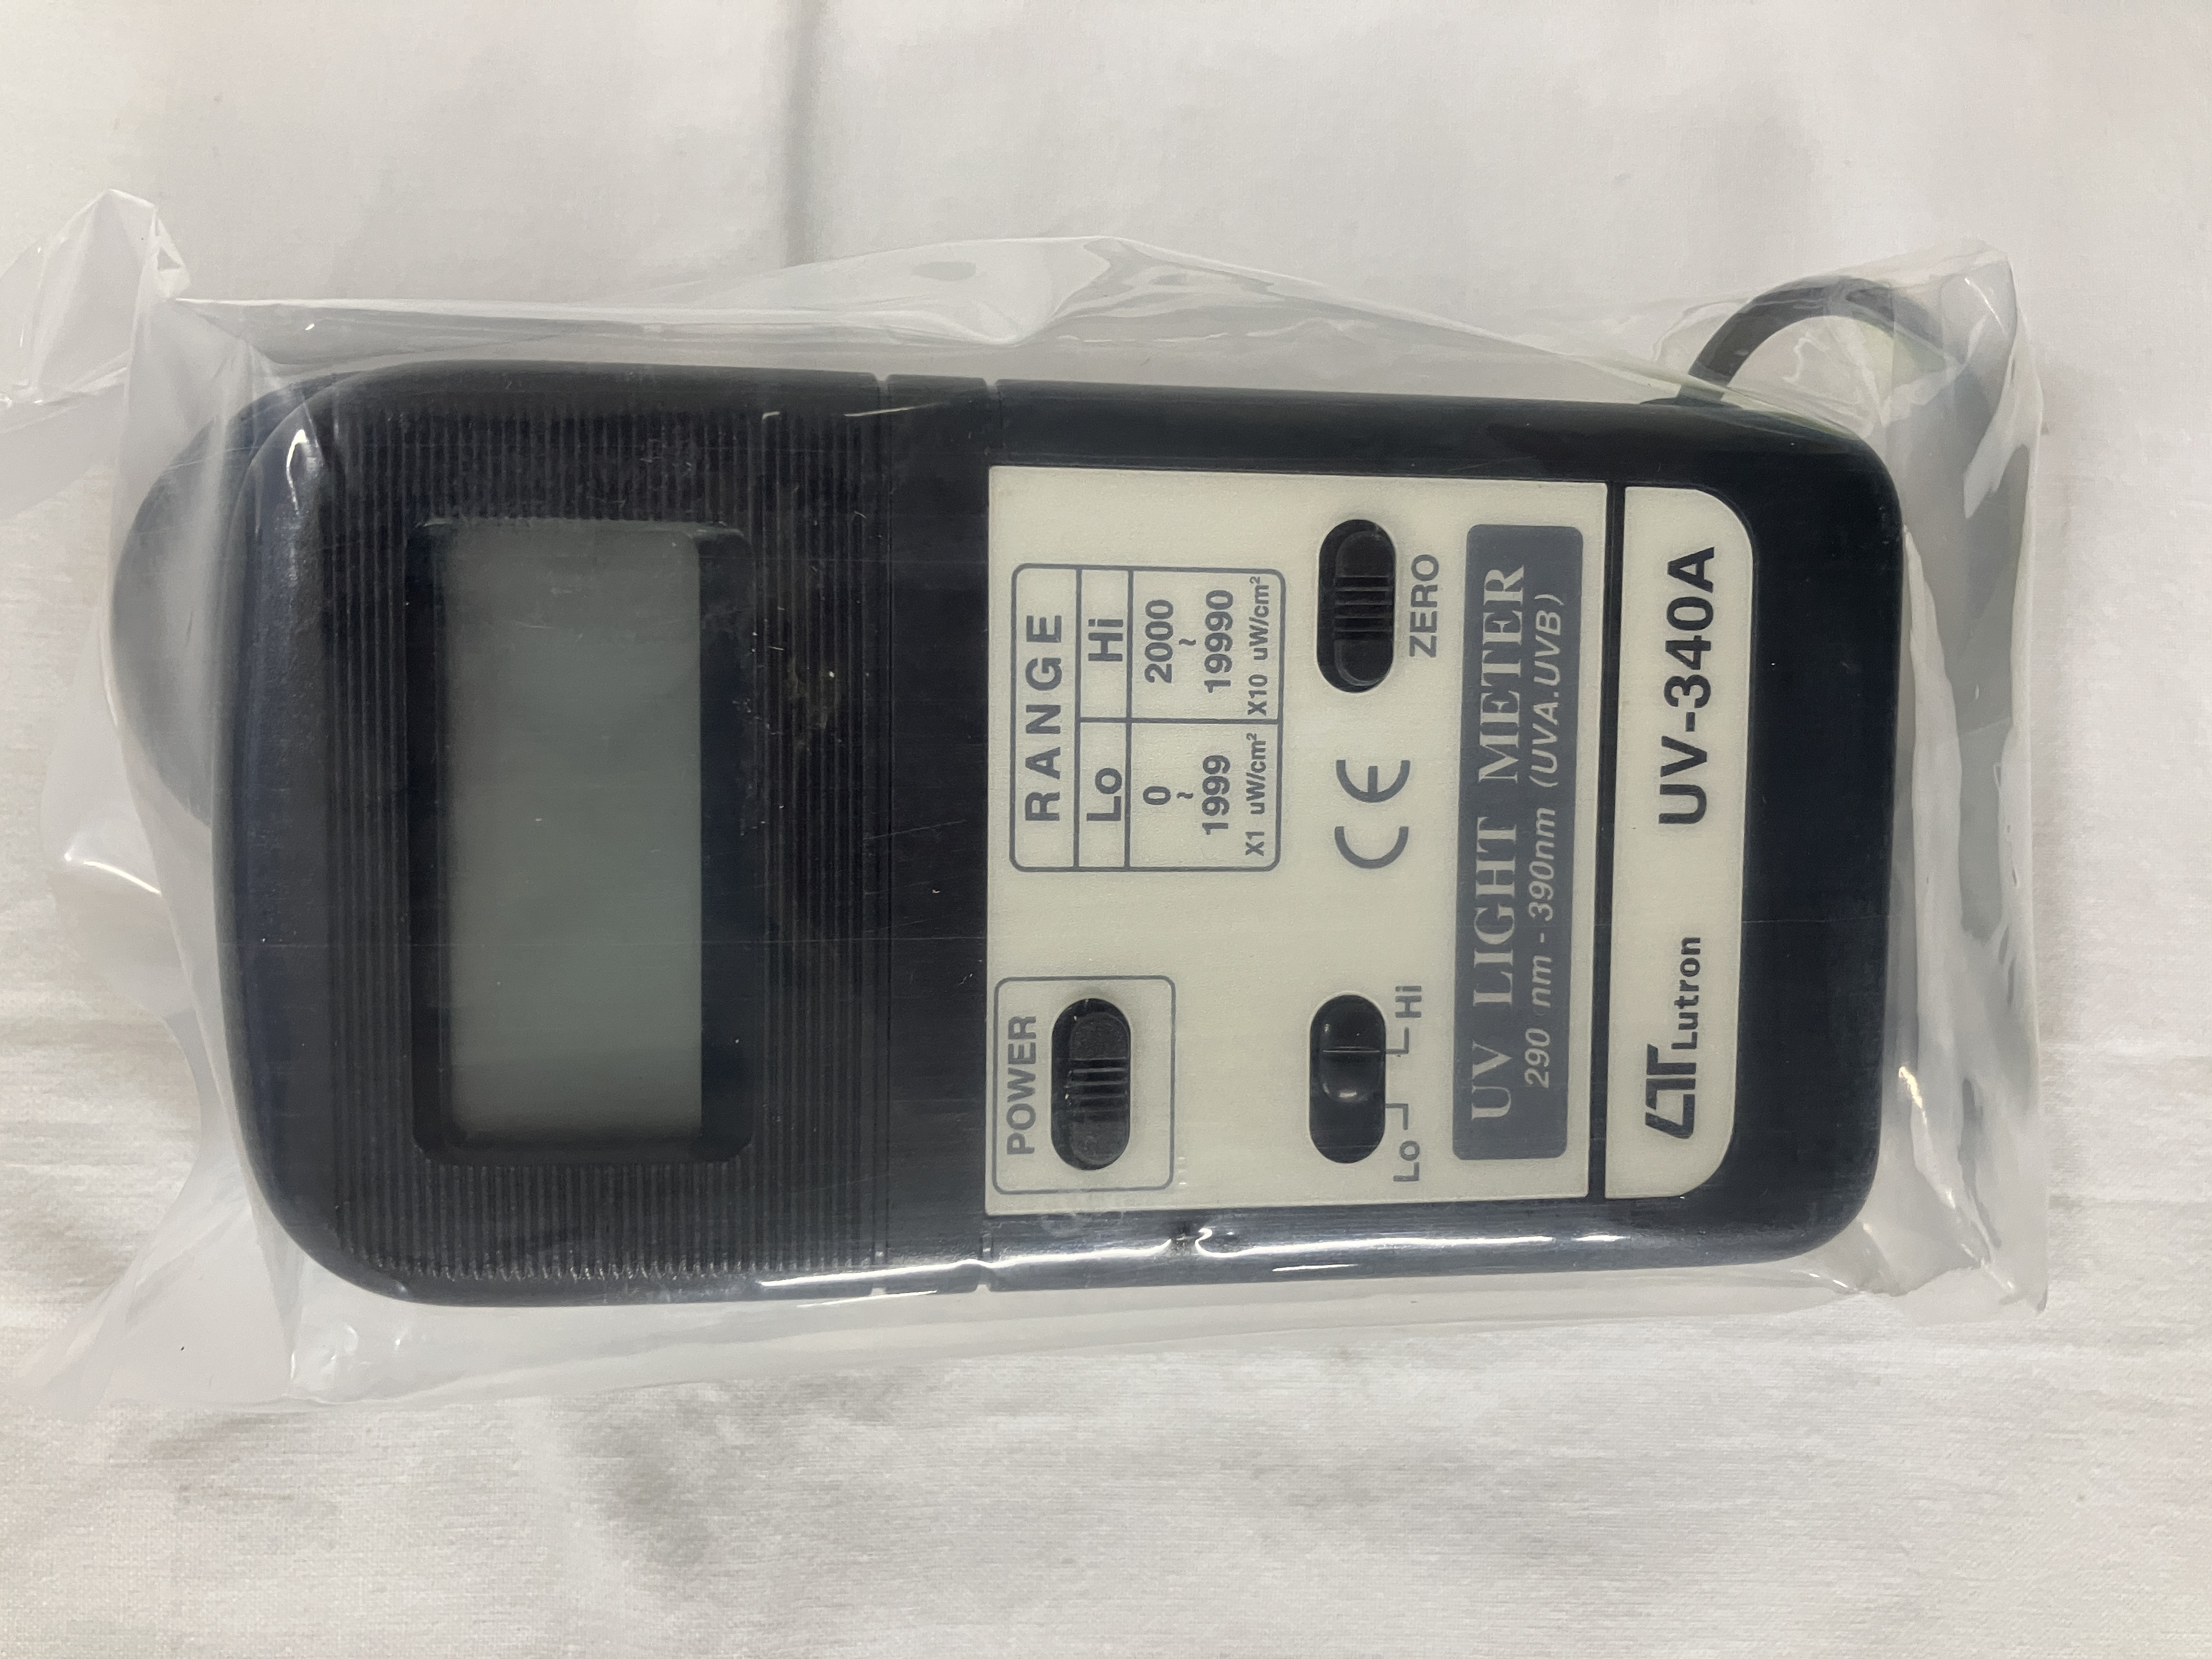 RANGE
Lo Hi
0 2000
~ ~
1999 19990
X1 uW/cm² X10 uW/cm²
POWER
ZERO
CE
Lo Hi
UV LIGHT METER
290 nm - 390nm (UVA.UVB)
Lutron UV-340A